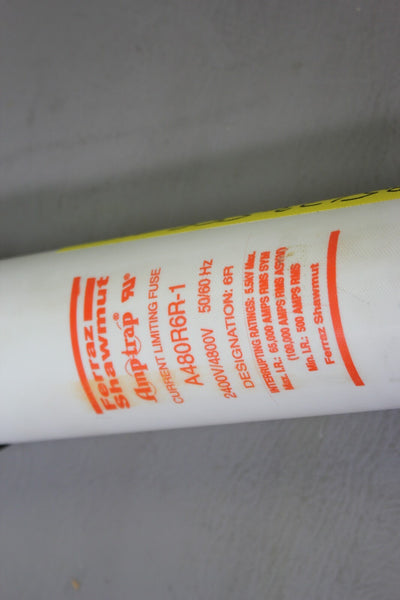 Ferraz
Shawmut
Amp-trap®
CURRENT LIMITING FUSE
A480R6R-1
2400V/4800V 50/60 Hz
DESIGNATION: 6R
INTERRUPTING RATINGS: 5.5KV Max.
Max. I.R.: 65,000 AMPS RMS SYM
(100,000 AMPS RMS ASYM)
Min. I.R.: 500 AMPS RMS
Ferraz Shawmut